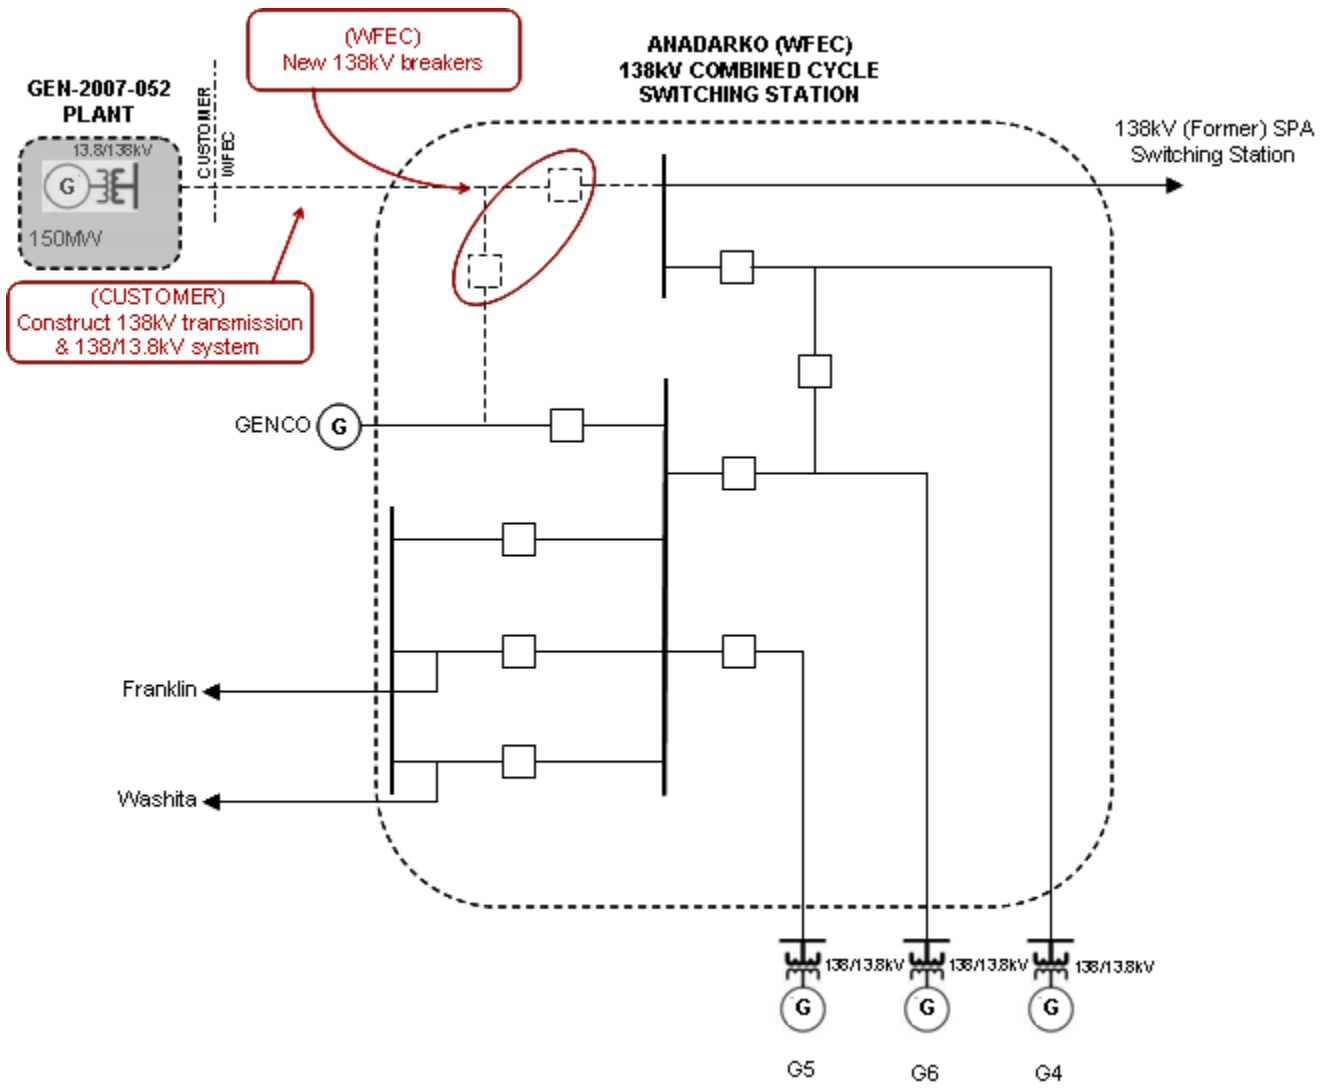 (WFEC)
New 138kV breakers
ANADARKO (WFEC)
138kV COMBINED CYCLE
SWITCHING STATION
GEN-2007-052
PLANT
CUSTOMER
WFEC
138kV (Former) SPA
Switching Station
13.8/138kV
G
150MW
(CUSTOMER)
Construct 138kV transmission
& 138/13.8kV system
GENCO
G
Franklin
Washita
138/13.8kV
138/13.8kV
138/13.8kV
G
G
G
G5
G6
G4